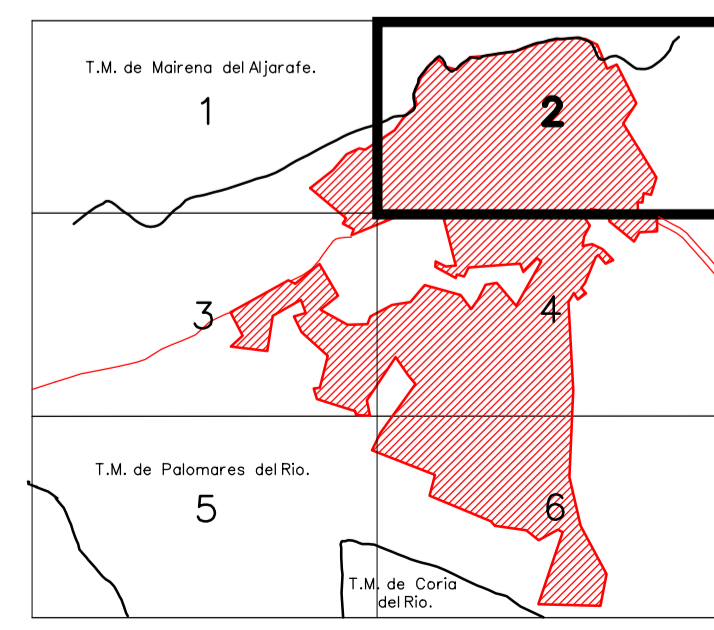 T.M. de Mairena del Aljarafe.
1
2
3
4
T.M. de Palomares del Rio.
5
6
T.M. de Coria
del Rio.